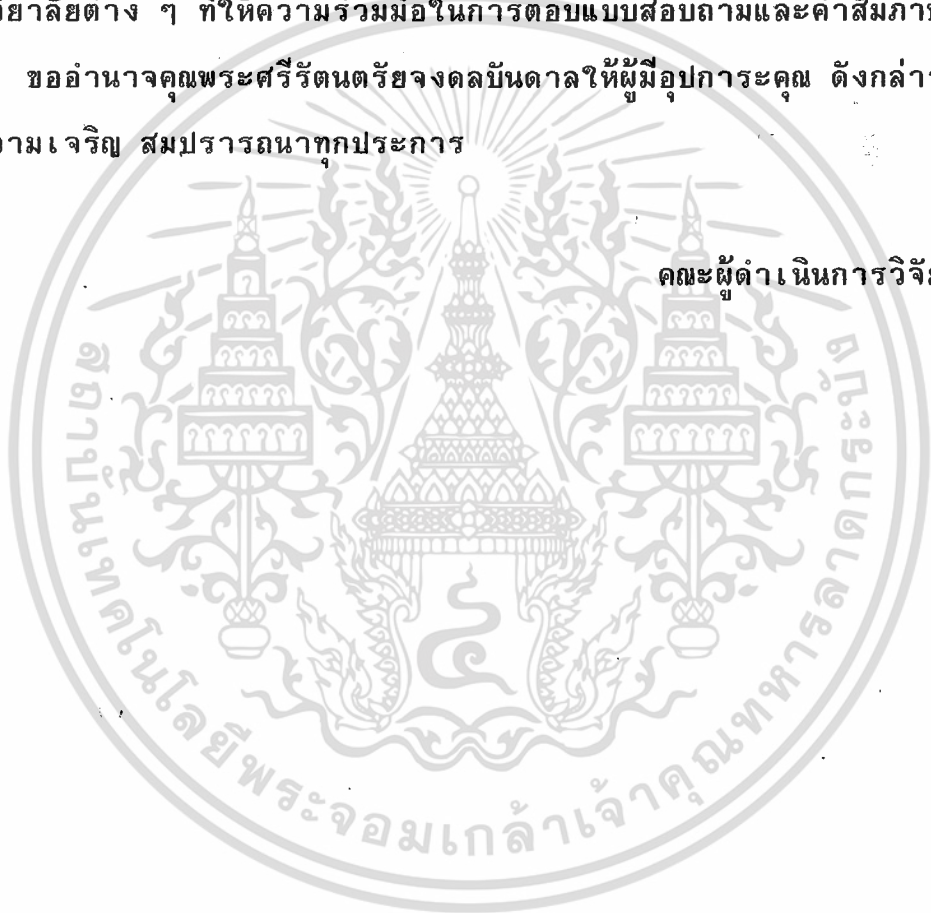 วิทยาลัยต่าง ๆ ที่ให้ความร่วมมือในการตอบแบบสอบถามและคำสัมภาษ
ขออำนาจคุณพระศรีรัตนตรัยจงดลบันดาลให้ผู้มีอุปการะคุณ ดังกล่าว
วามเจริญ สมปรารถนาทุกประการ
คณะผู้ดำเนินการวิจัย
สถาบันเทคโนโลยีพระจอมเกล้าเจ้าคุณทหารลาดกระบัง
๔